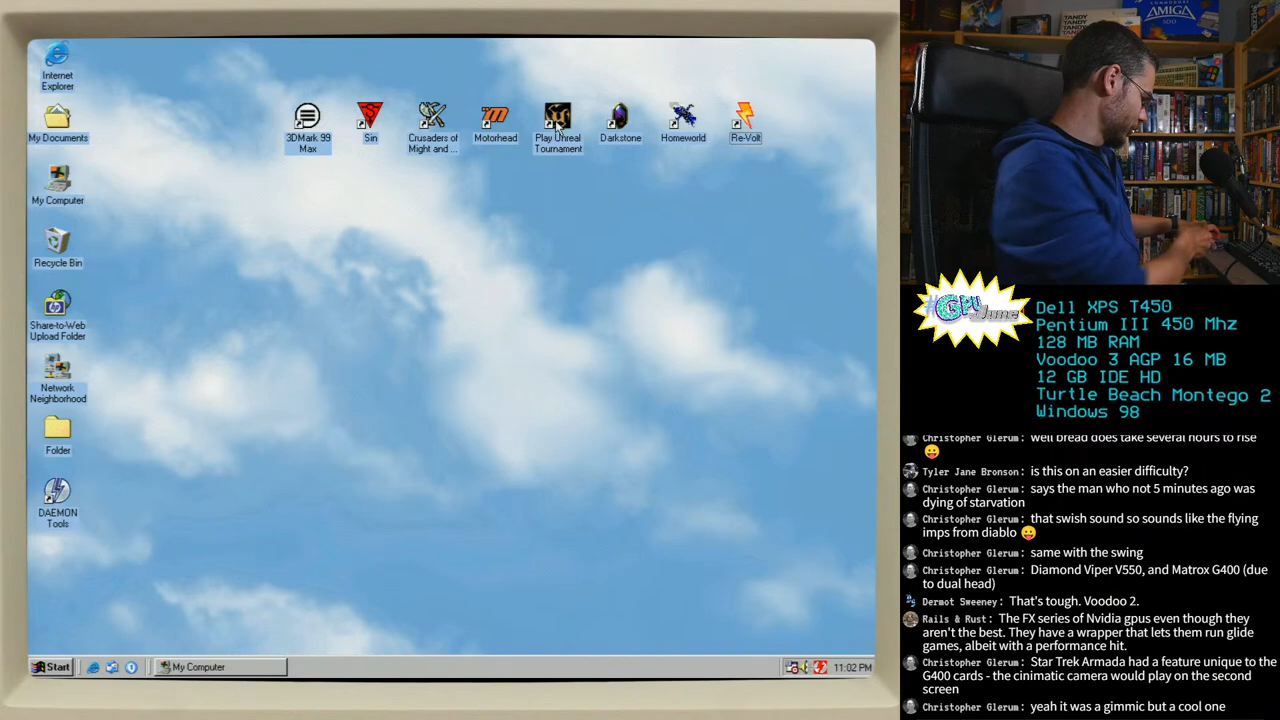 Internet
Explorer
My Documents
My Computer
Recycle Bin
Share-to-Web
Upload Folder
Network
Neighborhood
Folder
DAEMON
Tools
3DMark 99
Max
Sin
Crusaders of
Might and ...
Motorhead
Play Unreal
Tournament
Darkstone
Homeworld
Re-Volt
Start
My Computer
11:02 PM
COMMODORE
AMIGA
500
TANDY
TANDY
#GPU June
Dell XPS T450
Pentium III 450 Mhz
128 MB RAM
Voodoo 3 AGP 16 MB
12 GB IDE HD
Turtle Beach Montego 2
Windows 98
Christopher Glerum: well bread does take several hours to rise
😛
Tyler Jane Bronson: is this on an easier difficulty?
Christopher Glerum: says the man who not 5 minutes ago was
dying of starvation
Christopher Glerum: that swish sound so sounds like the flying
imps from diablo 😛
Christopher Glerum: same with the swing
Christopher Glerum: Diamond Viper V550, and Matrox G400 (due
to dual head)
Dermot Sweeney: That's tough. Voodoo 2.
Rails & Rust: The FX series of Nvidia gpus even though they
aren't the best. They have a wrapper that lets them run glide
games, albeit with a performance hit.
Christopher Glerum: Star Trek Armada had a feature unique to the
G400 cards - the cinimatic camera would play on the second
screen
Christopher Glerum: yeah it was a gimmic but a cool one